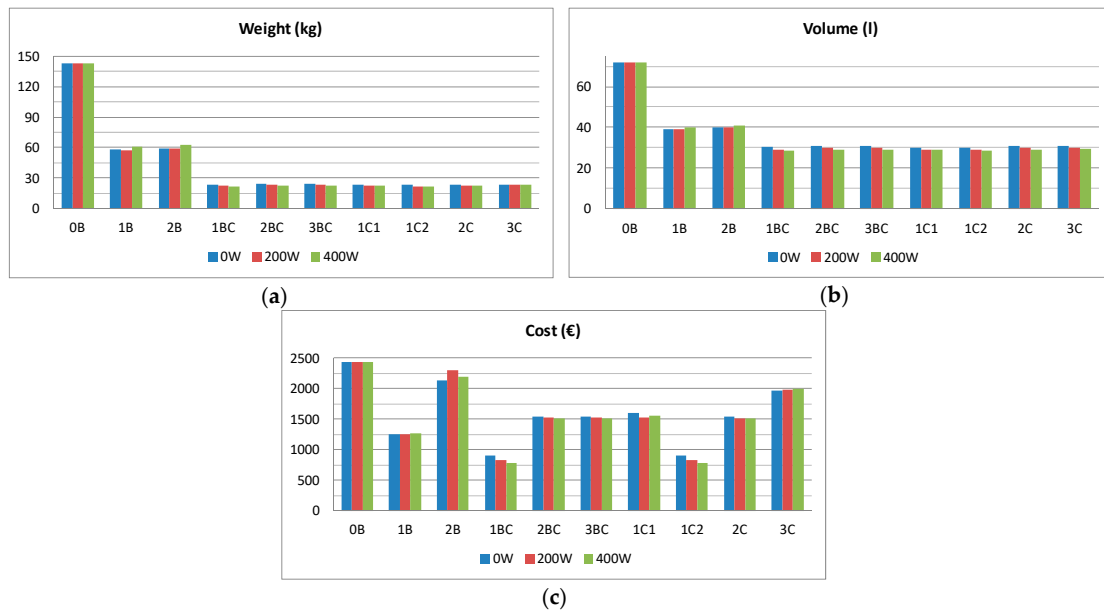 Weight (kg)
150
120
90
60
30
0
0B 1B 2B 1BC 2BC 3BC 1C1 1C2 2C 3C
0W 200W 400W
(a)
Volume (l)
60
40
20
0
0B 1B 2B 1BC 2BC 3BC 1C1 1C2 2C 3C
0W 200W 400W
(b)
Cost (€)
2500
2000
1500
1000
500
0
0B 1B 2B 1BC 2BC 3BC 1C1 1C2 2C 3C
0W 200W 400W
(c)